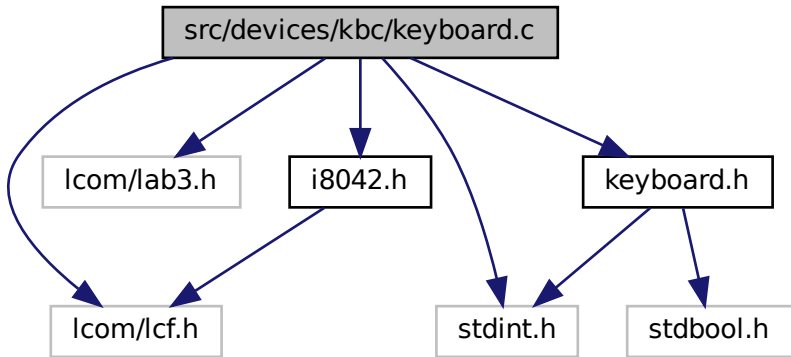 src/devices/kbc/keyboard.c
lcom/lab3.h
i8042.h
keyboard.h
lcom/lcf.h
stdint.h
stdbool.h